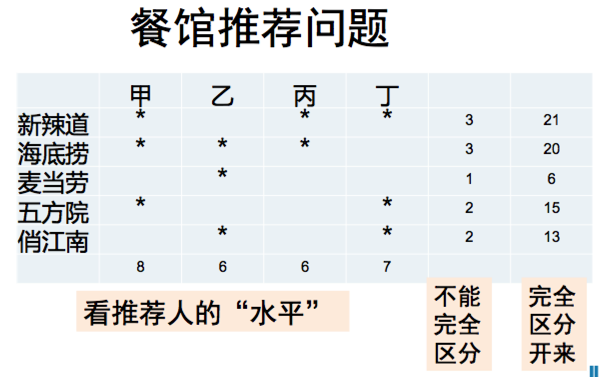 餐馆推荐问题
甲 乙 丙 丁
新辣道 * * * 3 21
海底捞 * * * 3 20
麦当劳 * 1 6
五方院 * * 2 15
俏江南 * * 2 13
8 6 6 7
看推荐人的“水平”
不能
完全
区分
完全
区分
开来